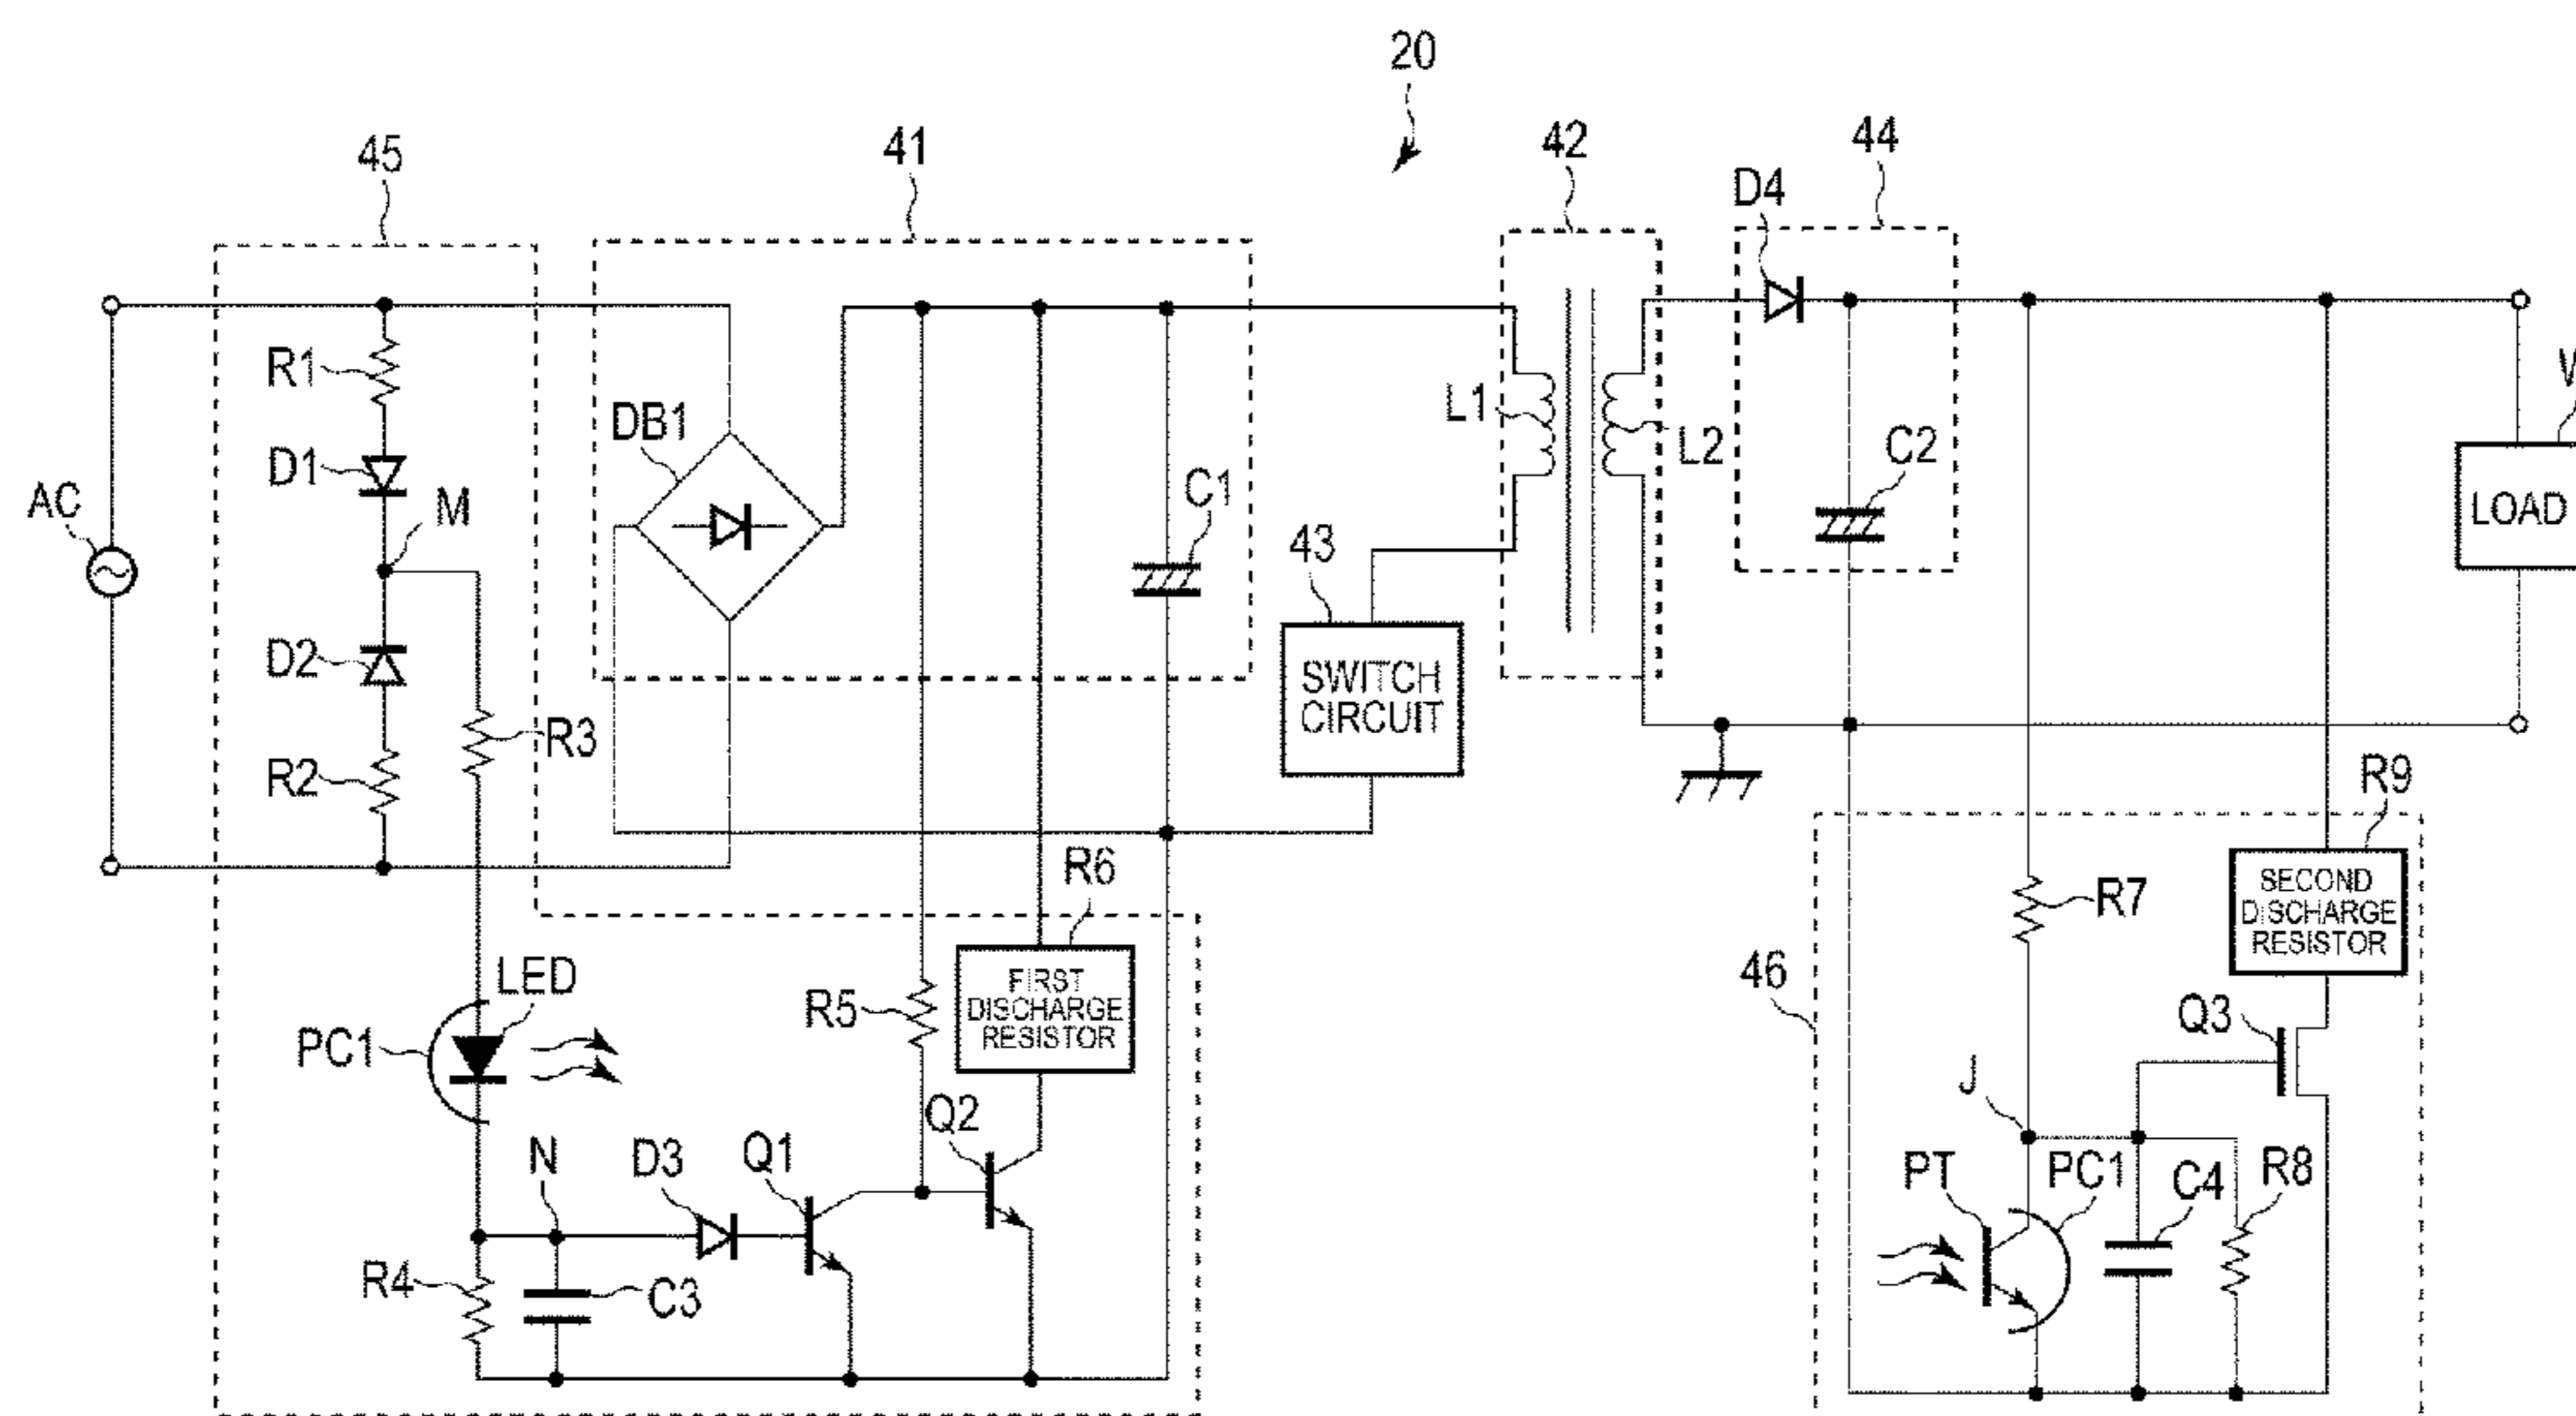 20
45
41
42
44
D4
R1
DB1
L1
L2
C2
D1
M
C1
AC
43
LOAD
D2
SWITCH
CIRCUIT
R3
R2
R9
R6
SECOND
DISCHARGE
RESISTOR
R7
46
LED
FIRST
DISCHARGE
RESISTOR
R5
PC1
Q3
J
Q2
N
D3
Q1
PT
PC1
C4
R8
R4
C3